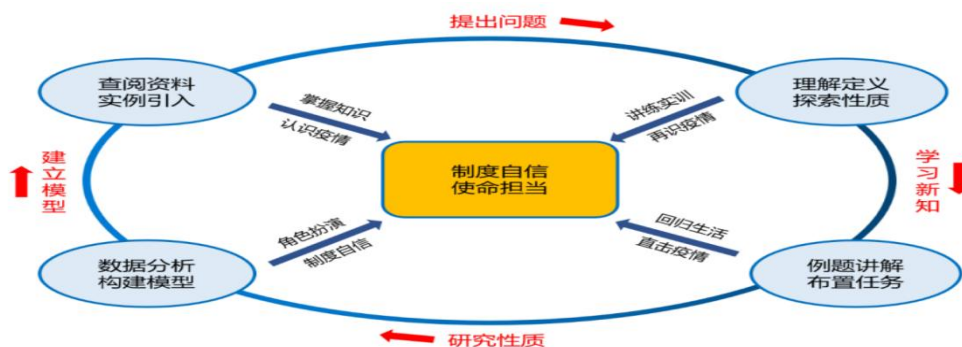 提出问题
查阅资料
实例引入
理解定义
探索性质
掌握知识
认识疫情
讲练实训
再识疫情
建立模型
制度自信
使命担当
学习新知
角色扮演
制度自信
回归生活
直击疫情
数据分析
构建模型
例题讲解
布置任务
研究性质